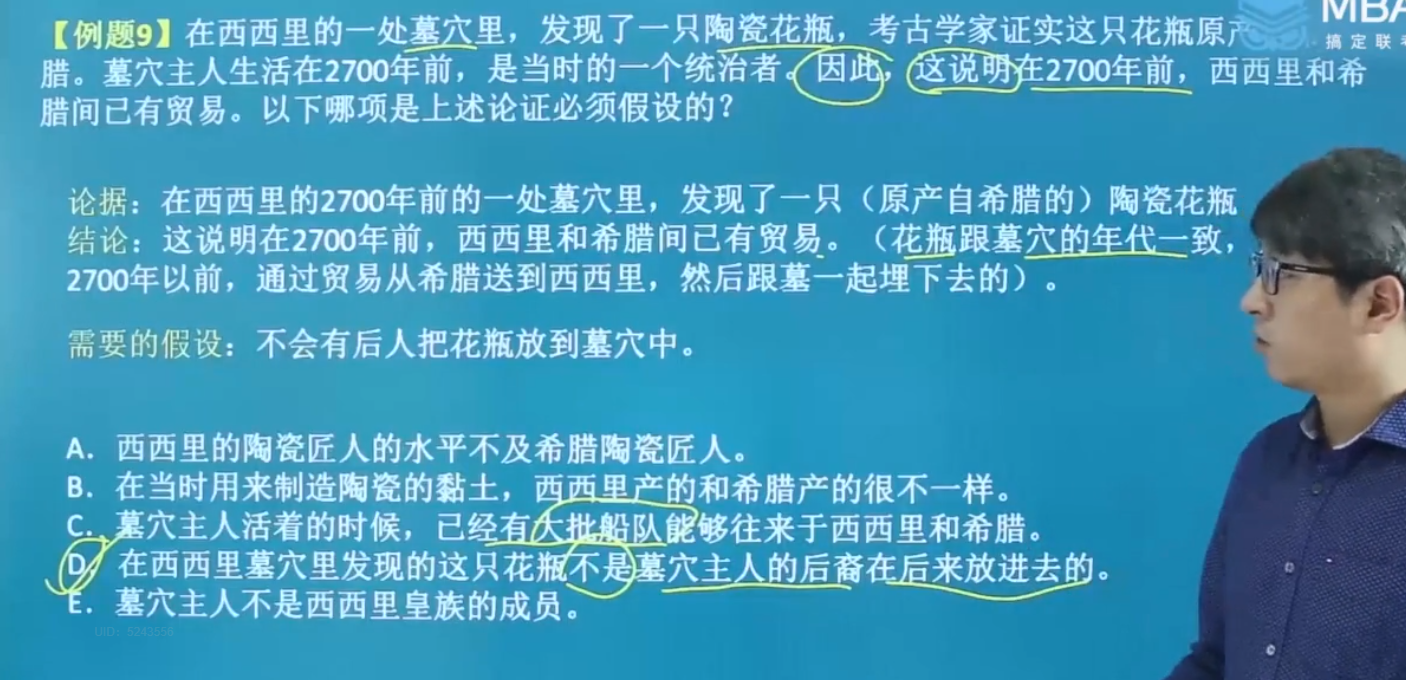 【例题9】在西西里的一处墓穴里，发现了一只陶瓷花瓶，考古学家证实这只花瓶原产
MBA
搞定联考
腊。墓穴主人生活在2700年前，是当时的一个统治者。因此，这说明在2700年前，西西里和希
腊间已有贸易。以下哪项是上述论证必须假设的？
论据：在西西里的2700年前的一处墓穴里，发现了一只（原产自希腊的）陶瓷花瓶
结论：这说明在2700年前，西西里和希腊间已有贸易。（花瓶跟墓穴的年代一致，
2700年以前，通过贸易从希腊送到西西里，然后跟墓一起埋下去的）。
需要的假设：不会有后人把花瓶放到墓穴中。
A. 西西里的陶瓷匠人的水平不及希腊陶瓷匠人。
B. 在当时用来制造陶瓷的黏土，西西里产的和希腊产的很不一样。
C. 墓穴主人活着的时候，已经有大批船队能够往来于西西里和希腊。
D. 在西西里墓穴里发现的这只花瓶不是墓穴主人的后裔在后来放进去的。
E. 墓穴主人不是西西里皇族的成员。